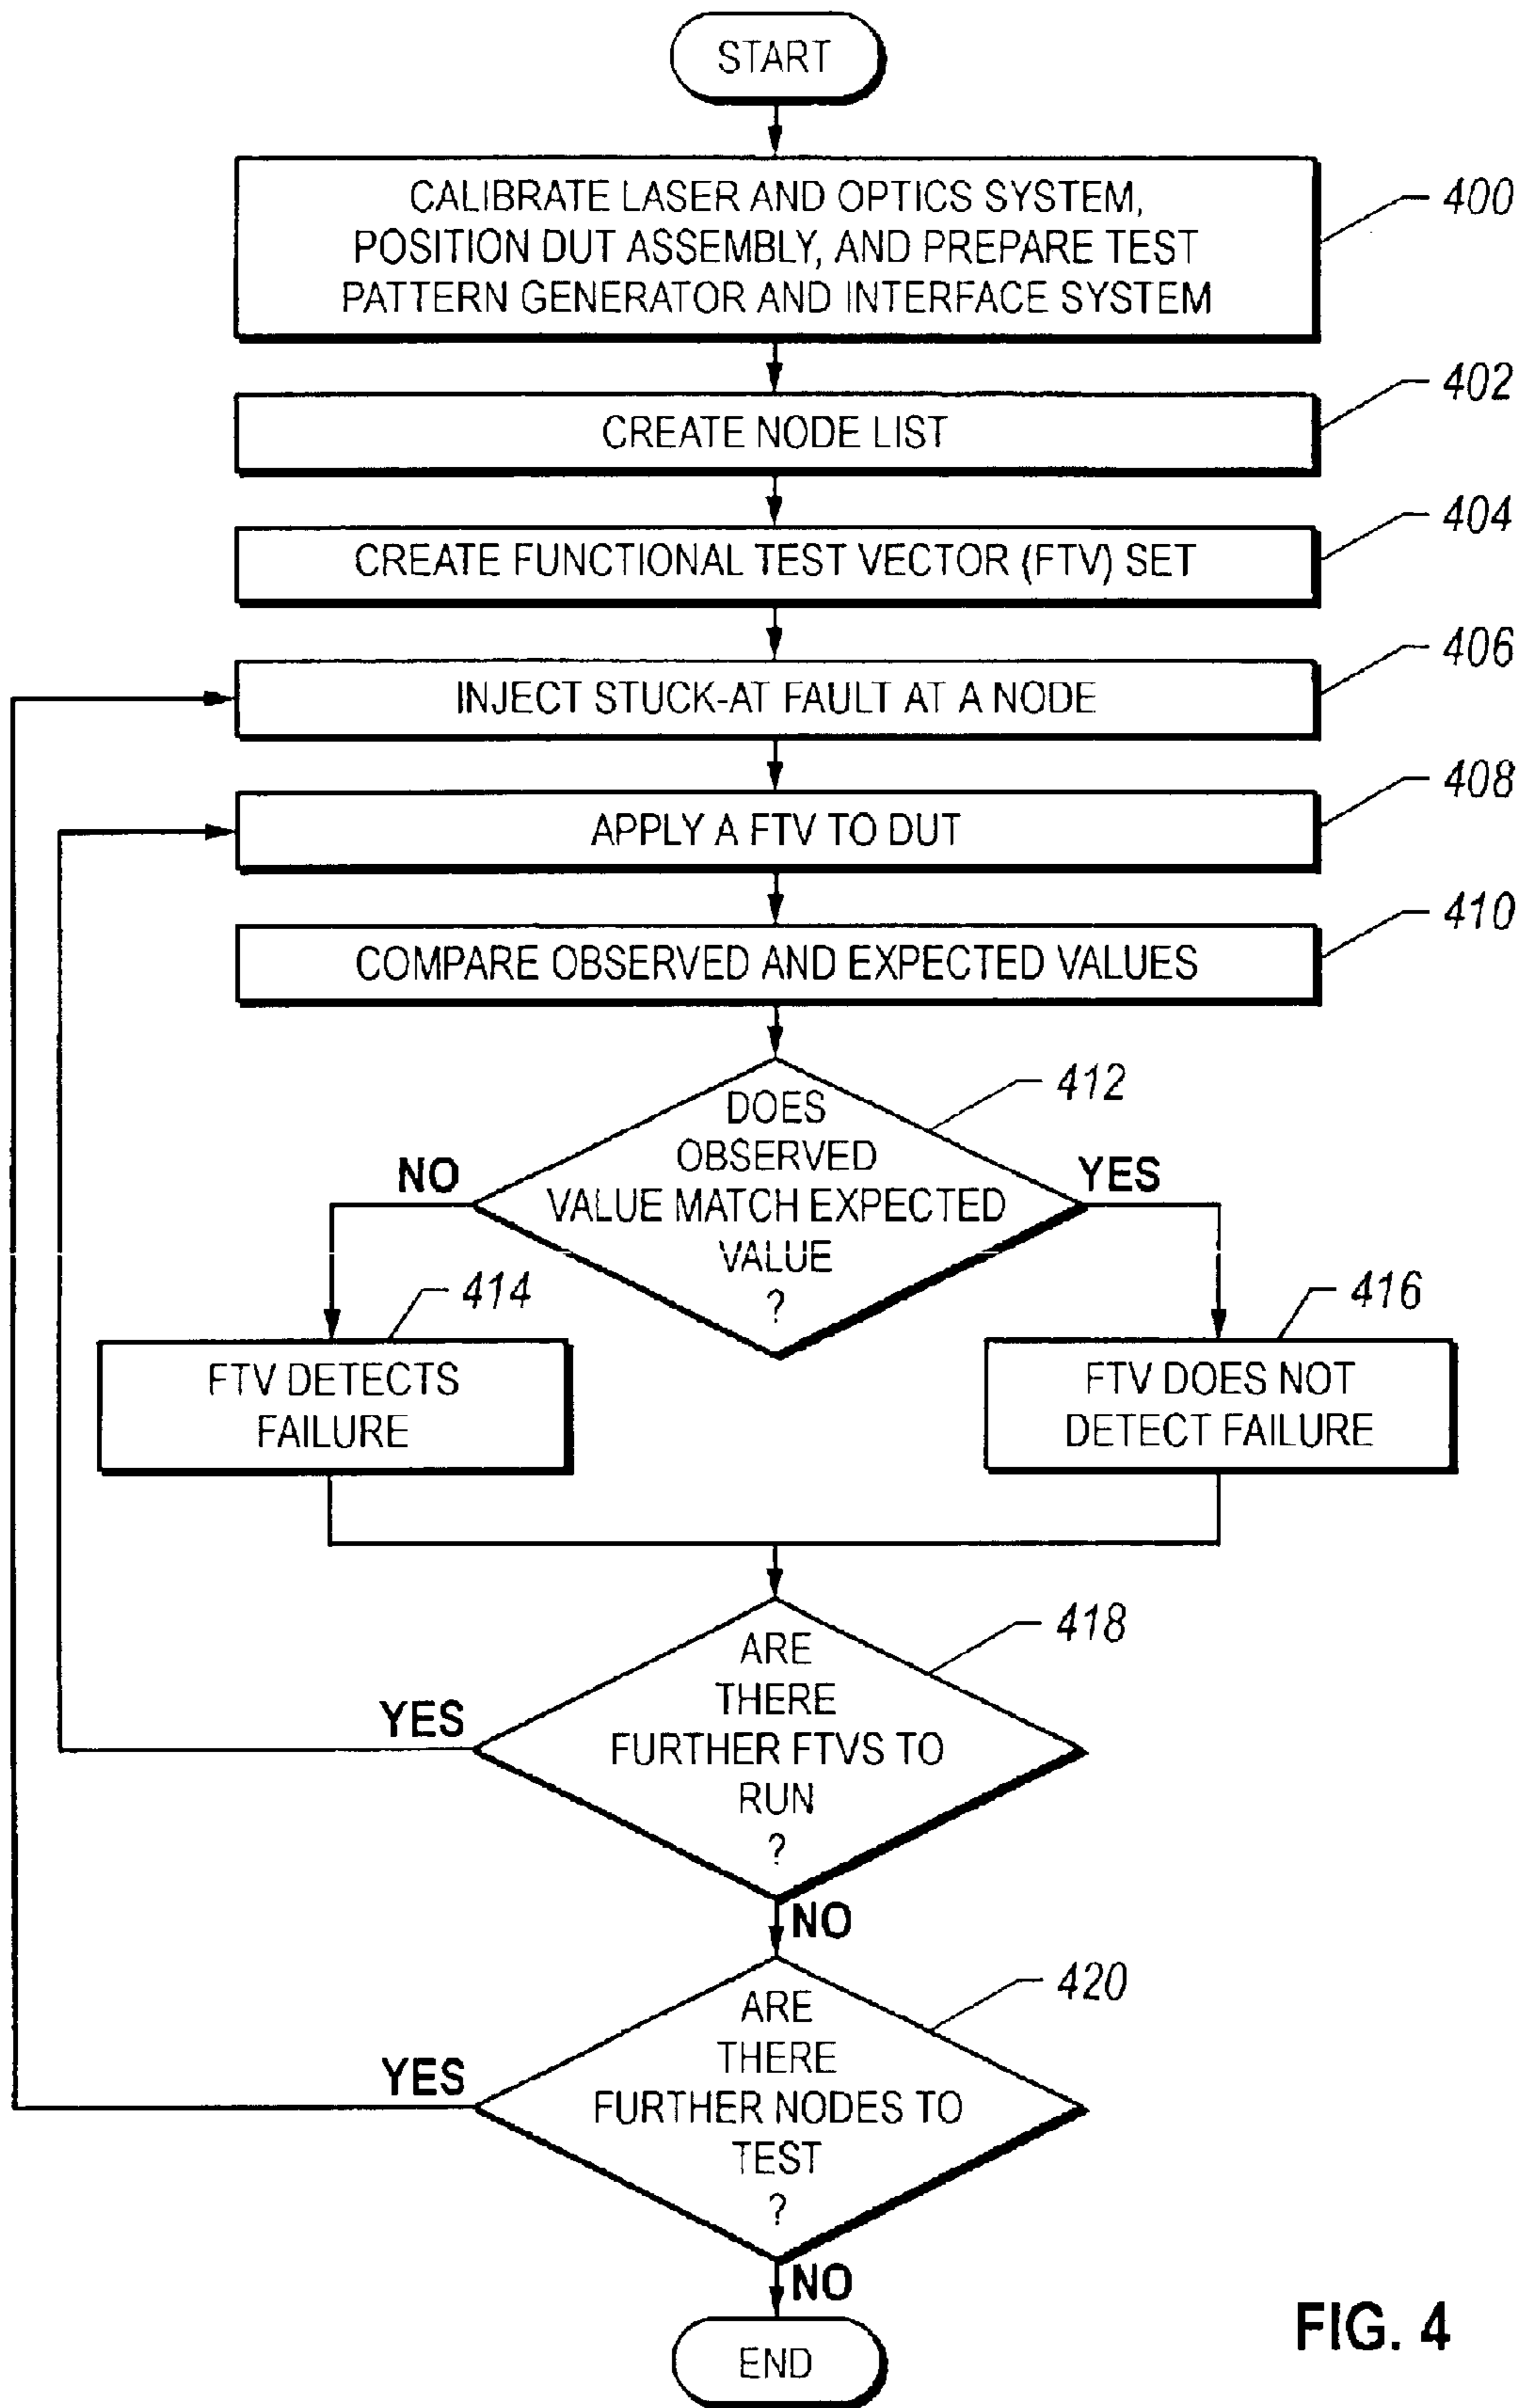 START
CALIBRATE LASER AND OPTICS SYSTEM,
POSITION DUT ASSEMBLY, AND PREPARE TEST
PATTERN GENERATOR AND INTERFACE SYSTEM
400
CREATE NODE LIST
402
CREATE FUNCTIONAL TEST VECTOR (FTV) SET
404
INJECT STUCK-AT FAULT AT A NODE
406
APPLY A FTV TO DUT
408
COMPARE OBSERVED AND EXPECTED VALUES
410
DOES
OBSERVED
VALUE MATCH EXPECTED
VALUE
?
412
NO
YES
FTV DETECTS
FAILURE
414
FTV DOES NOT
DETECT FAILURE
416
ARE
THERE
FURTHER FTVS TO
RUN
?
418
YES
NO
ARE
THERE
FURTHER NODES TO
TEST
?
420
YES
NO
END
FIG. 4